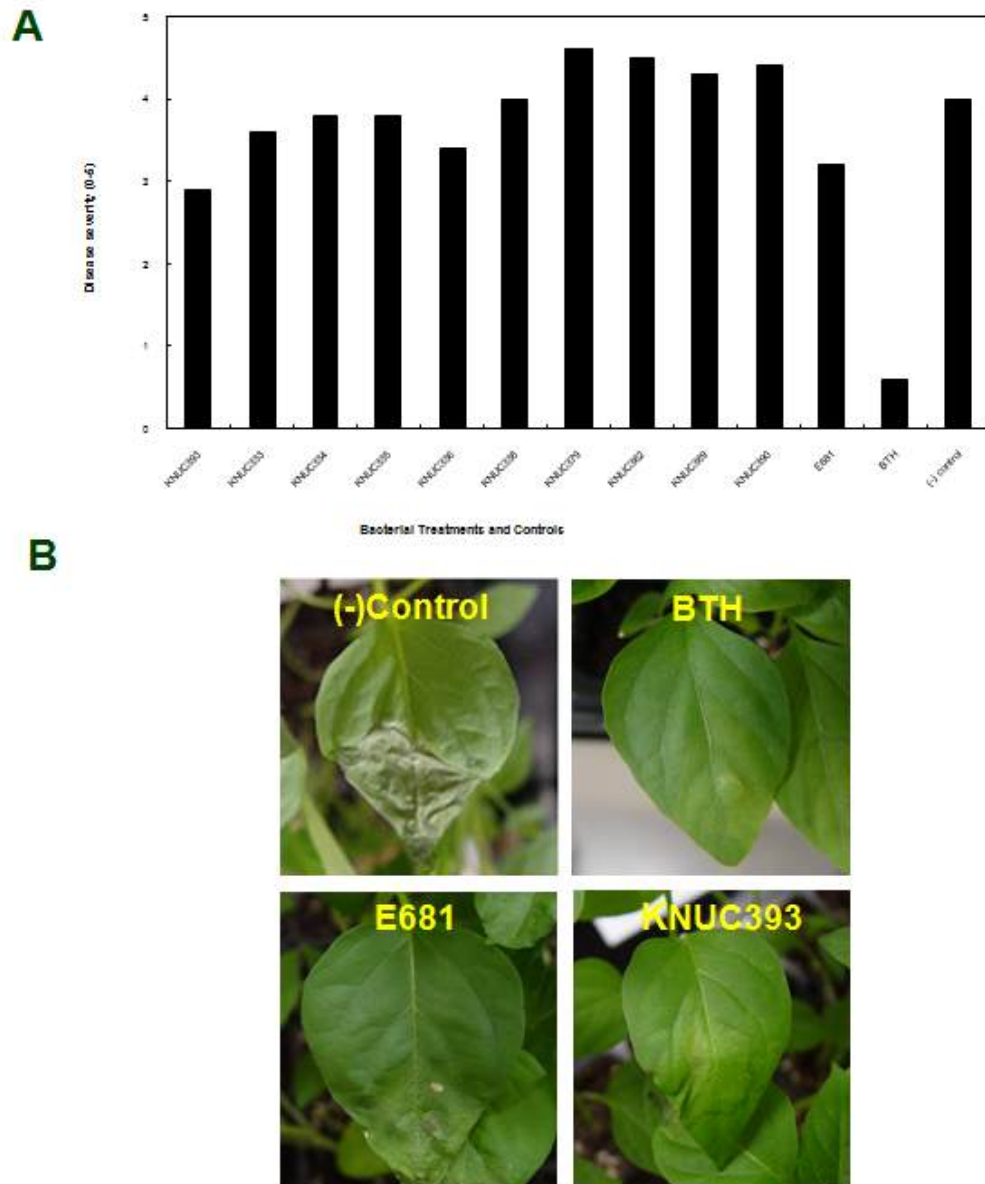 A
5
4
3
2
1
0
Disease severity (0-5)
KNUC393
KNUC333
KNUC334
KNUC335
KNUC336
KNUC338
KNUC379
KNUC382
KNUC389
KNUC390
E681
BTH
(-) control
Bacterial Treatments and Controls
B
(-)Control
BTH
E681
KNUC393